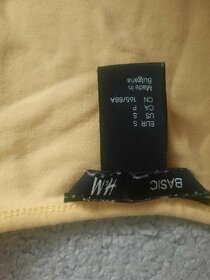 BASIC
H&M
EUR S
US S
CA P
CN 165/88A
Made in
Bulgaria